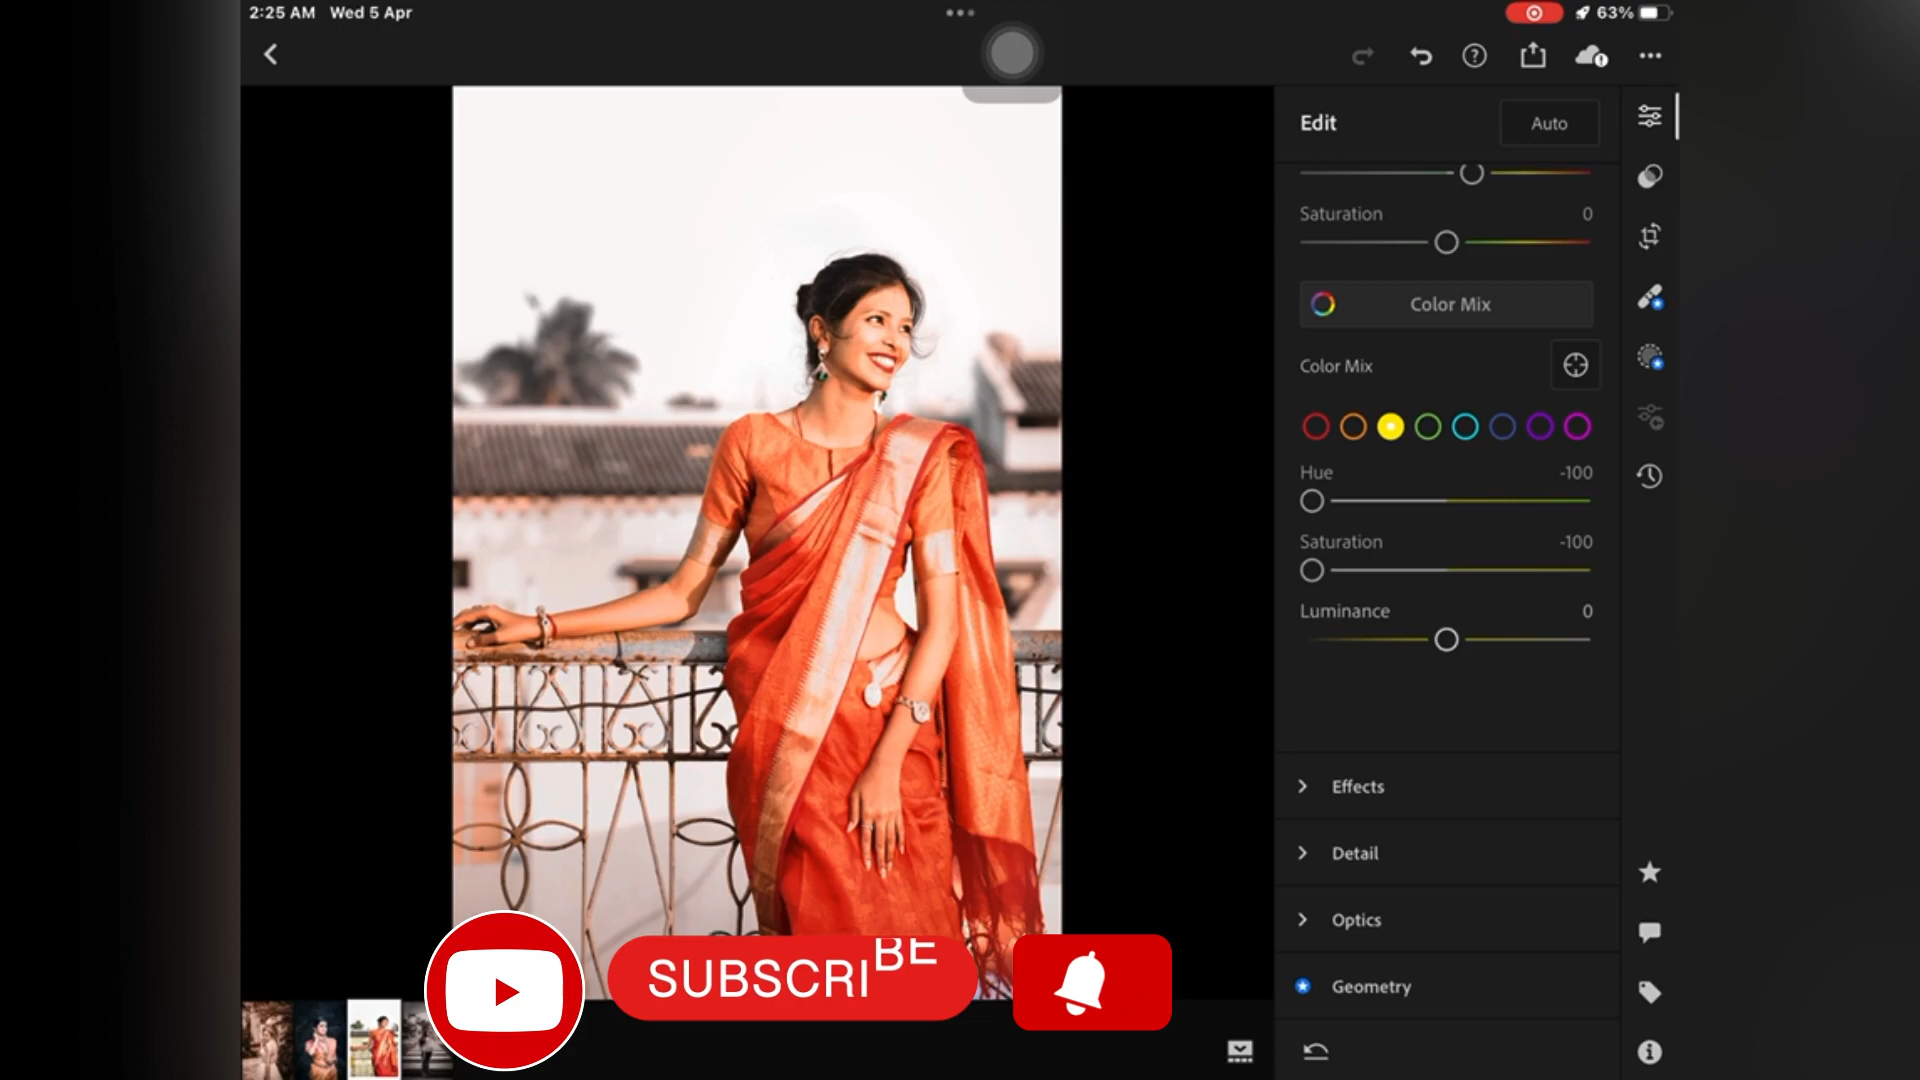 2:25 AM Wed 5 Apr
63%
Edit
Auto
Saturation 0
Color Mix
Color Mix
Hue -100
Saturation -100
Luminance 0
Effects
Detail
Optics
Geometry
SUBSCRIBE